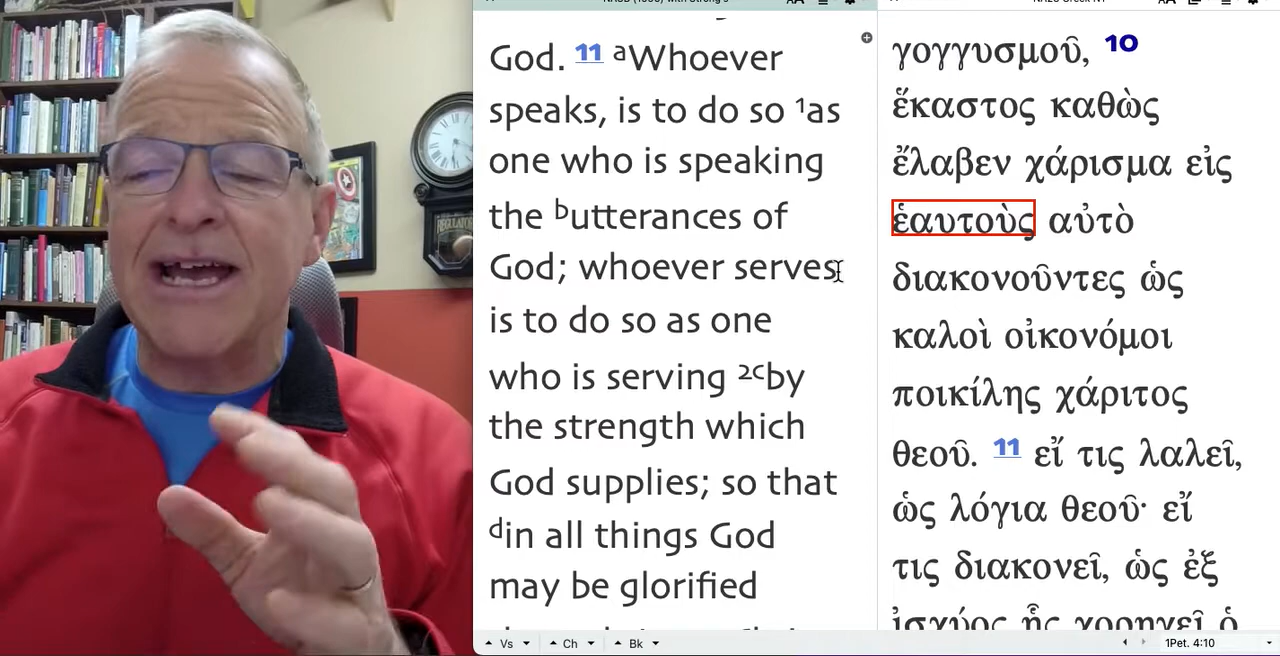 NASB (1995) with Strong's
God. 11 aWhoever
speaks, is to do so 1as
one who is speaking
the butterances of
God; whoever serves
is to do so as one
who is serving 2cby
the strength which
God supplies; so that
din all things God
may be glorified
Vs Ch Bk
γογγυσμοῦ, 10
ἕκαστος καθὼς
ἔλαβεν χάρισμα εἰς
ἑαυτοὺς αὐτὸ
διακονοῦντες ὡς
καλοὶ οἰκονόμοι
ποικίλης χάριτος
θεοῦ. 11 εἴ τις λαλεῖ,
ὡς λόγια θεοῦ· εἴ
τις διακονεῖ, ὡς ἐξ
ἰσχύος ἧς χορηγεῖ ὁ
1Pet. 4:10
REGULATOR